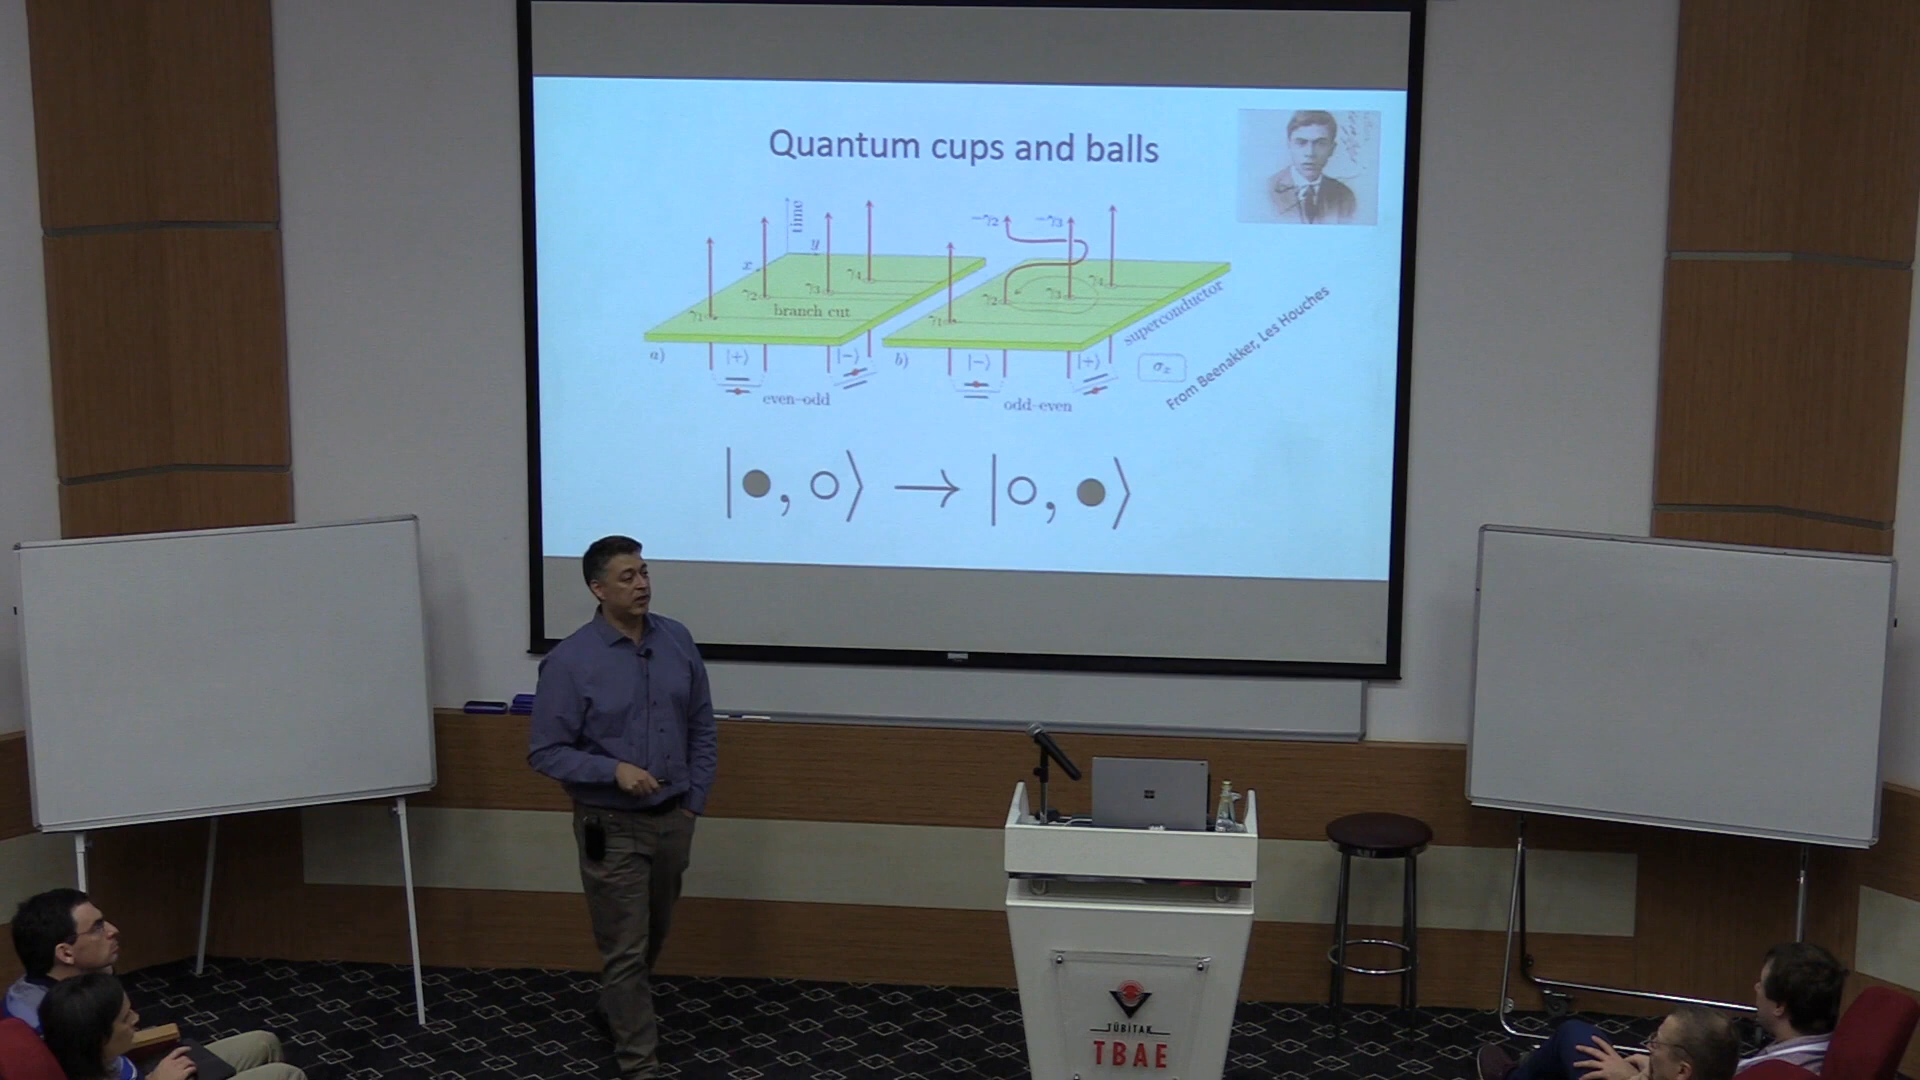 Quantum cups and balls
time
y
x
γ1
γ2
γ3
γ4
branch cut
a)
|+⟩
|−⟩
even–odd
−γ2
−γ3
γ1
γ2
γ3
γ4
superconductor
b)
|−⟩
|+⟩
odd–even
From Beenakker, Les Houches
|●, ○⟩ → |○, ●⟩
TÜBİTAK
TBAE